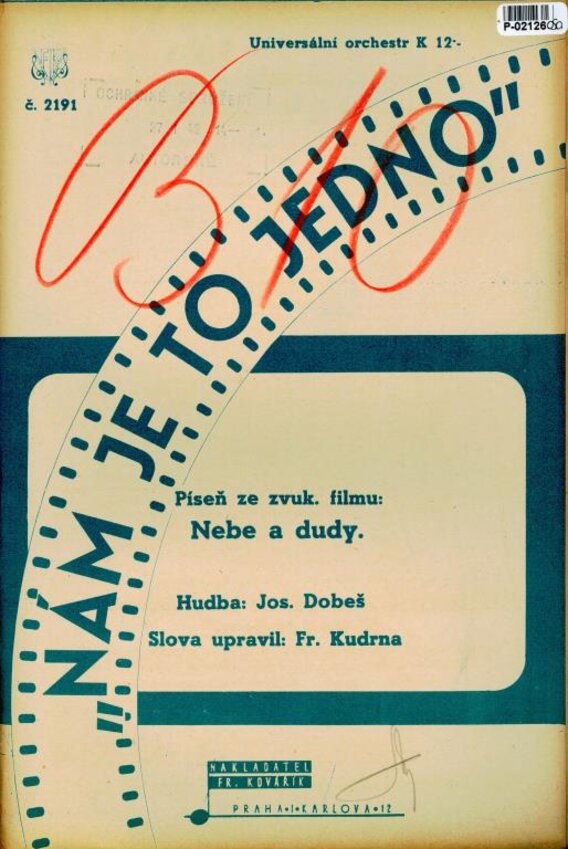 Universální orchestr K 12·-
P-02126
č. 2191
310
"NÁM JE TO JEDNO"
Píseň ze zvuk. filmu:
Nebe a dudy.
Hudba: Jos. Dobeš
Slova upravil: Fr. Kudrna
NAKLADATEL
FR. KOVÁŘÍK
PRAHA•I•KARLOVA•12